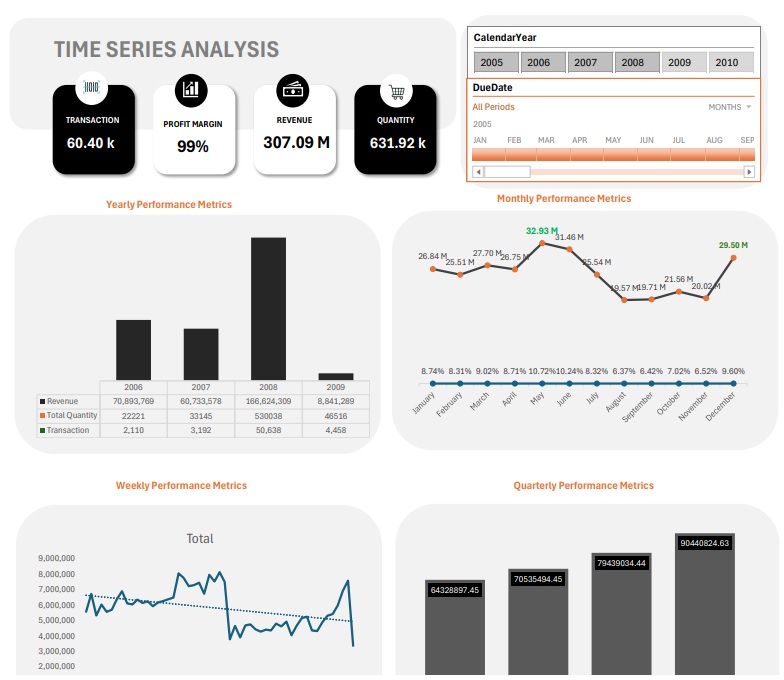 TIME SERIES ANALYSIS
TRANSACTION
60.40 k
PROFIT MARGIN
99%
REVENUE
307.09 M
QUANTITY
631.92 k
CalendarYear
2005 2006 2007 2008 2009 2010
DueDate
All Periods MONTHS
2005
JAN FEB MAR APR MAY JUN JUL AUG SEP
Yearly Performance Metrics
2006 2007 2008 2009
Revenue 70,893,769 60,733,578 166,624,309 8,841,289
Total Quantity 22221 33145 530038 46516
Transaction 2,110 3,192 50,638 4,458
Monthly Performance Metrics
26.84 M 25.51 M 27.70 M 26.75 M 32.93 M 31.46 M 25.54 M 19.57 M 19.71 M 21.56 M 20.02 M 29.50 M
8.74% 8.31% 9.02% 8.71% 10.72% 10.24% 8.32% 6.37% 6.42% 7.02% 6.52% 9.60%
January February March April May June July August September October November December
Weekly Performance Metrics
Total
9,000,000
8,000,000
7,000,000
6,000,000
5,000,000
4,000,000
3,000,000
2,000,000
Quarterly Performance Metrics
64328897.45
70535494.45
79439034.44
90440824.63